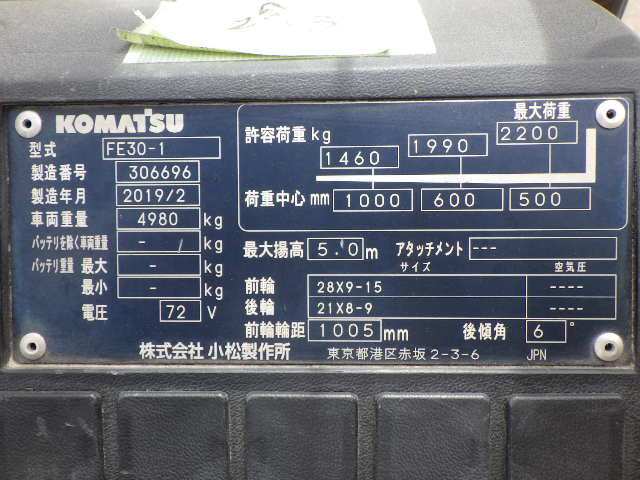 KOMATSU
型式 FE30-1
製造番号 306696
製造年月 2019/2
車両重量 4980 kg
バッテリを除く車両重量 - kg
バッテリ重量 最大 - kg
最小 - kg
電圧 72 V
最大荷重
許容荷重 kg 1460 1990 2200
荷重中心 mm 1000 600 500
最大揚高 5.0 m アタッチメント ---
サイズ 空気圧
前輪 28X9-15 ----
後輪 21X8-9 ----
前輪輪距 1005 mm 後傾角 6°
株式会社 小松製作所 東京都港区赤坂 2-3-6 JPN